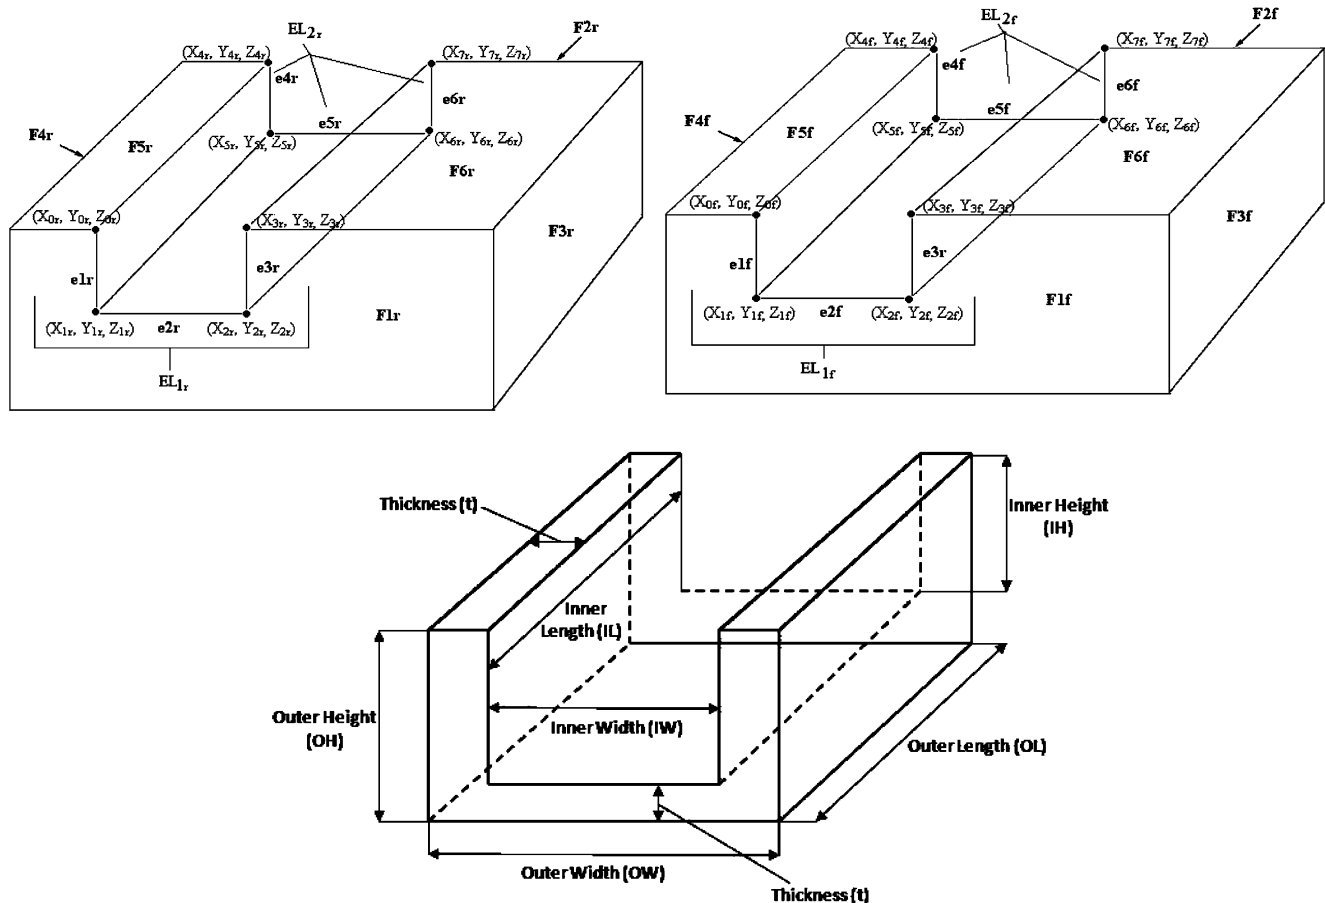 EL2r
F2r
(X4r, Y4r, Z4r)
(X7r, Y7r, Z7r)
e4r
e6r
e5r
F4r
F5r
(X5r, Y5r, Z5r)
(X6r, Y6r, Z6r)
F6r
(X0r, Y0r, Z0r)
(X3r, Y3r, Z3r)
F3r
e1r
e3r
F1r
(X1r, Y1r, Z1r)
e2r
(X2r, Y2r, Z2r)
EL1r
EL2f
F2f
(X4f, Y4f, Z4f)
(X7f, Y7f, Z7f)
e4f
e6f
e5f
F4f
F5f
(X5f, Y5f, Z5f)
(X6f, Y6f, Z6f)
F6f
(X0f, Y0f, Z0f)
(X3f, Y3f, Z3f)
F3f
e1f
e3f
F1f
(X1f, Y1f, Z1f)
e2f
(X2f, Y2f, Z2f)
EL1f
Thickness (t)
Inner Height
(IH)
Inner
Length (IL)
Outer Height
(OH)
Inner Width (IW)
Outer Length (OL)
Outer Width (OW)
Thickness (t)